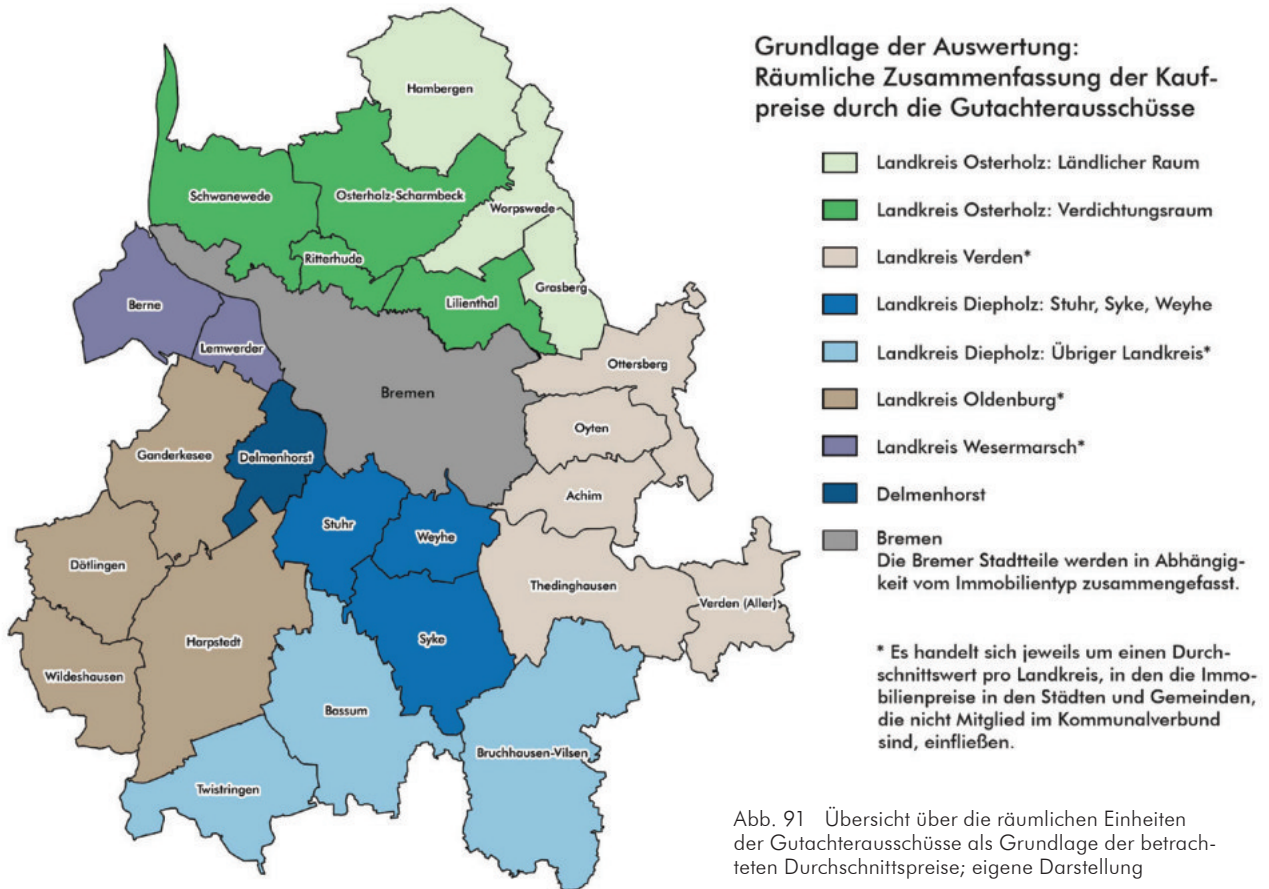 Hambergen
Schwanewede
Osterholz-Scharmbeck
Worpswede
Ritterhude
Grasberg
Lilienthal
Berne
Lemwerder
Ottersberg
Bremen
Oyten
Ganderkesee
Delmenhorst
Achim
Stuhr
Weyhe
Dötlingen
Thedinghausen
Verden (Aller)
Harpstedt
Syke
Wildeshausen
Bassum
Bruchhausen-Vilsen
Twistringen
Grundlage der Auswertung:
Räumliche Zusammenfassung der Kauf-
preise durch die Gutachterausschüsse
Landkreis Osterholz: Ländlicher Raum
Landkreis Osterholz: Verdichtungsraum
Landkreis Verden*
Landkreis Diepholz: Stuhr, Syke, Weyhe
Landkreis Diepholz: Übriger Landkreis*
Landkreis Oldenburg*
Landkreis Wesermarsch*
Delmenhorst
Bremen
Die Bremer Stadtteile werden in Abhängig-
keit vom Immobilientyp zusammengefasst.
* Es handelt sich jeweils um einen Durch-
schnittswert pro Landkreis, in den die Immo-
bilienpreise in den Städten und Gemeinden,
die nicht Mitglied im Kommunalverbund
sind, einfließen.
Abb. 91 Übersicht über die räumlichen Einheiten
der Gutachterausschüsse als Grundlage der betrach-
teten Durchschnittspreise; eigene Darstellung